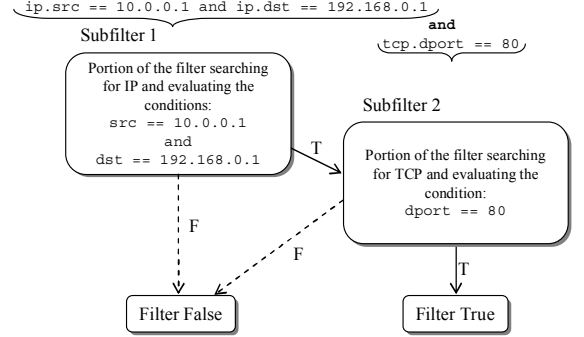 ip.src == 10.0.0.1 and ip.dst == 192.168.0.1
and
tcp.dport == 80
Subfilter 1
Portion of the filter searching
for IP and evaluating the
conditions:
src == 10.0.0.1
and
dst == 192.168.0.1
T
Subfilter 2
Portion of the filter searching
for TCP and evaluating the
condition:
dport == 80
F
F
T
Filter False
Filter True